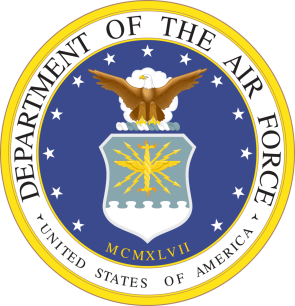 DEPARTMENT OF THE AIR FORCE
MCMXLVII
UNITED STATES OF AMERICA